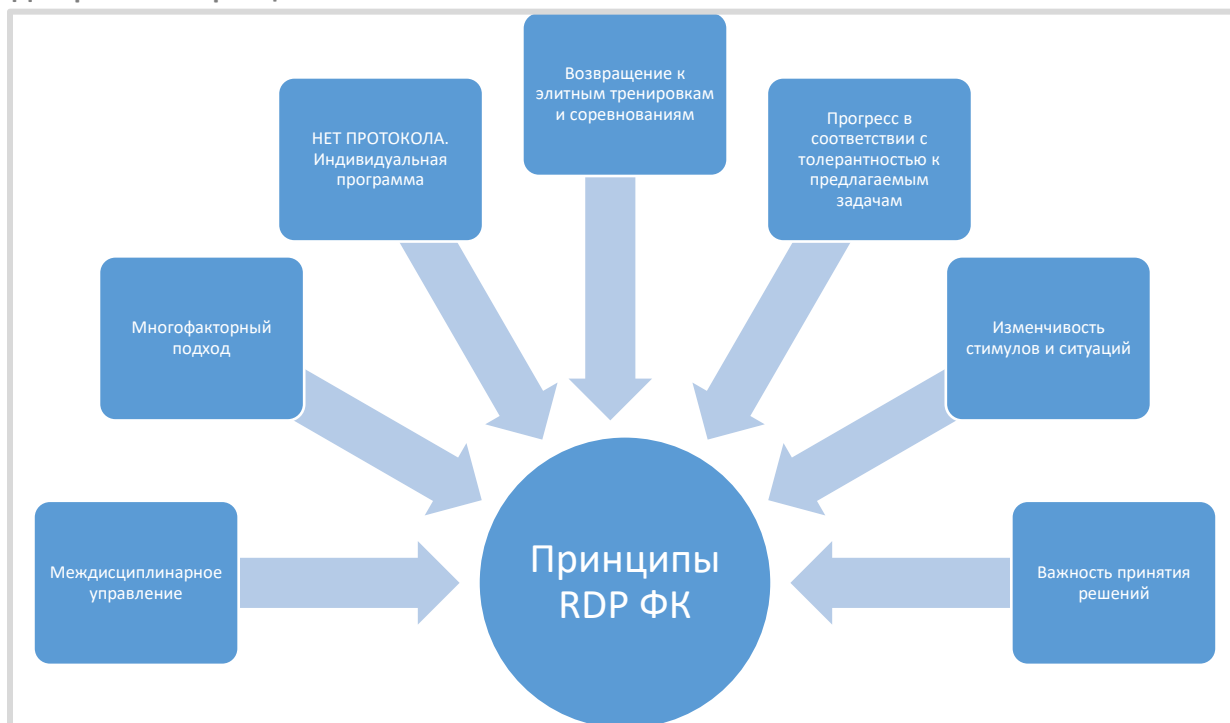 Возвращение к
элитным тренировкам
и соревнованиям
НЕТ ПРОТОКОЛА.
Индивидуальная
программа
Прогресс в
соответствии с
толерантностью к
предлагаемым
задачам
Многофакторный
подход
Изменчивость
стимулов и ситуаций
Междисциплинарное
управление
Принципы
RDP ФК
Важность принятия
решений